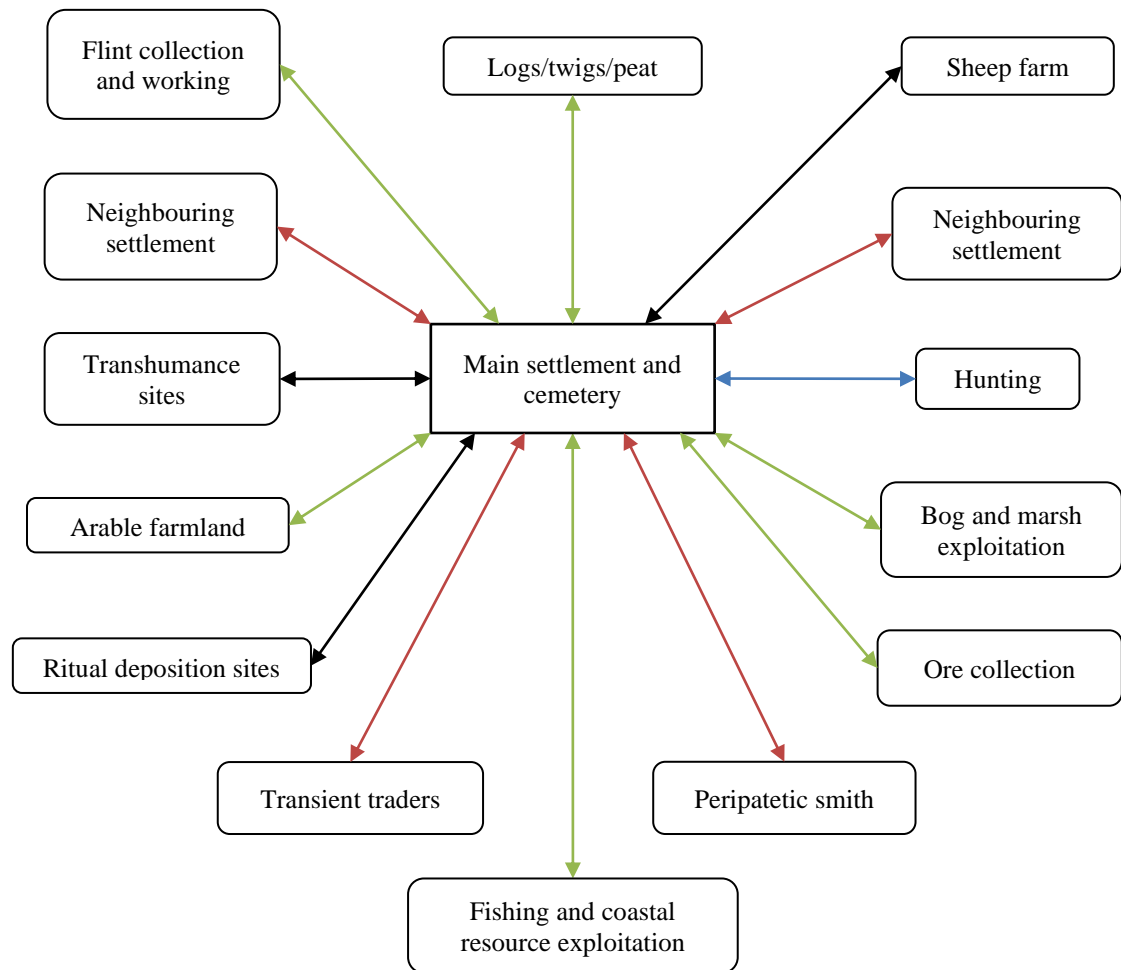 Flint collection
and working
Logs/twigs/peat
Sheep farm
Neighbouring
settlement
Neighbouring
settlement
Transhumance
sites
Main settlement and
cemetery
Hunting
Arable farmland
Bog and marsh
exploitation
Ritual deposition sites
Ore collection
Transient traders
Peripatetic smith
Fishing and coastal
resource exploitation